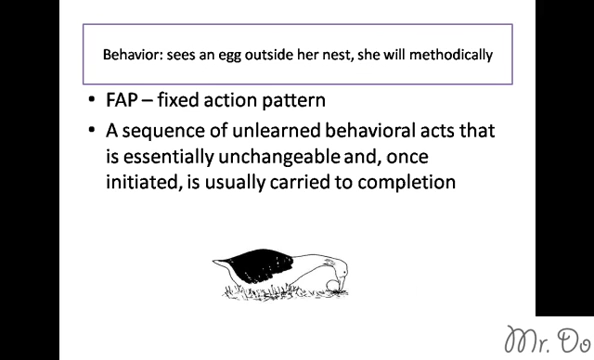 Behavior: sees an egg outside her nest, she will methodically
• FAP – fixed action pattern
• A sequence of unlearned behavioral acts that
is essentially unchangeable and, once
initiated, is usually carried to completion
Mr. Do